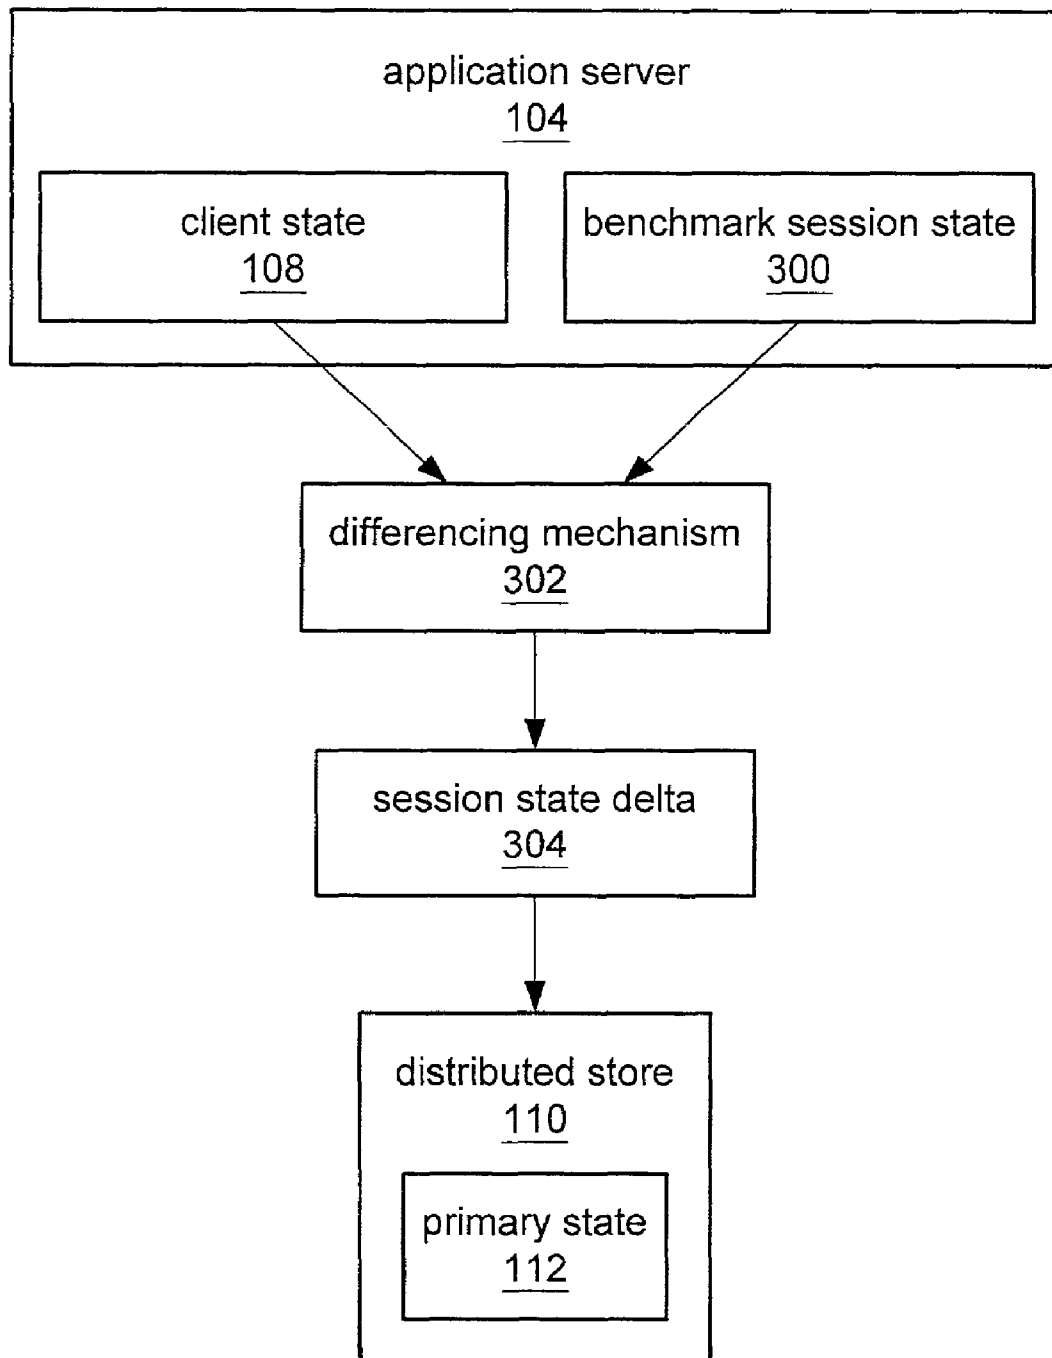 application server
104
client state
108
benchmark session state
300
differencing mechanism
302
session state delta
304
distributed store
110
primary state
112